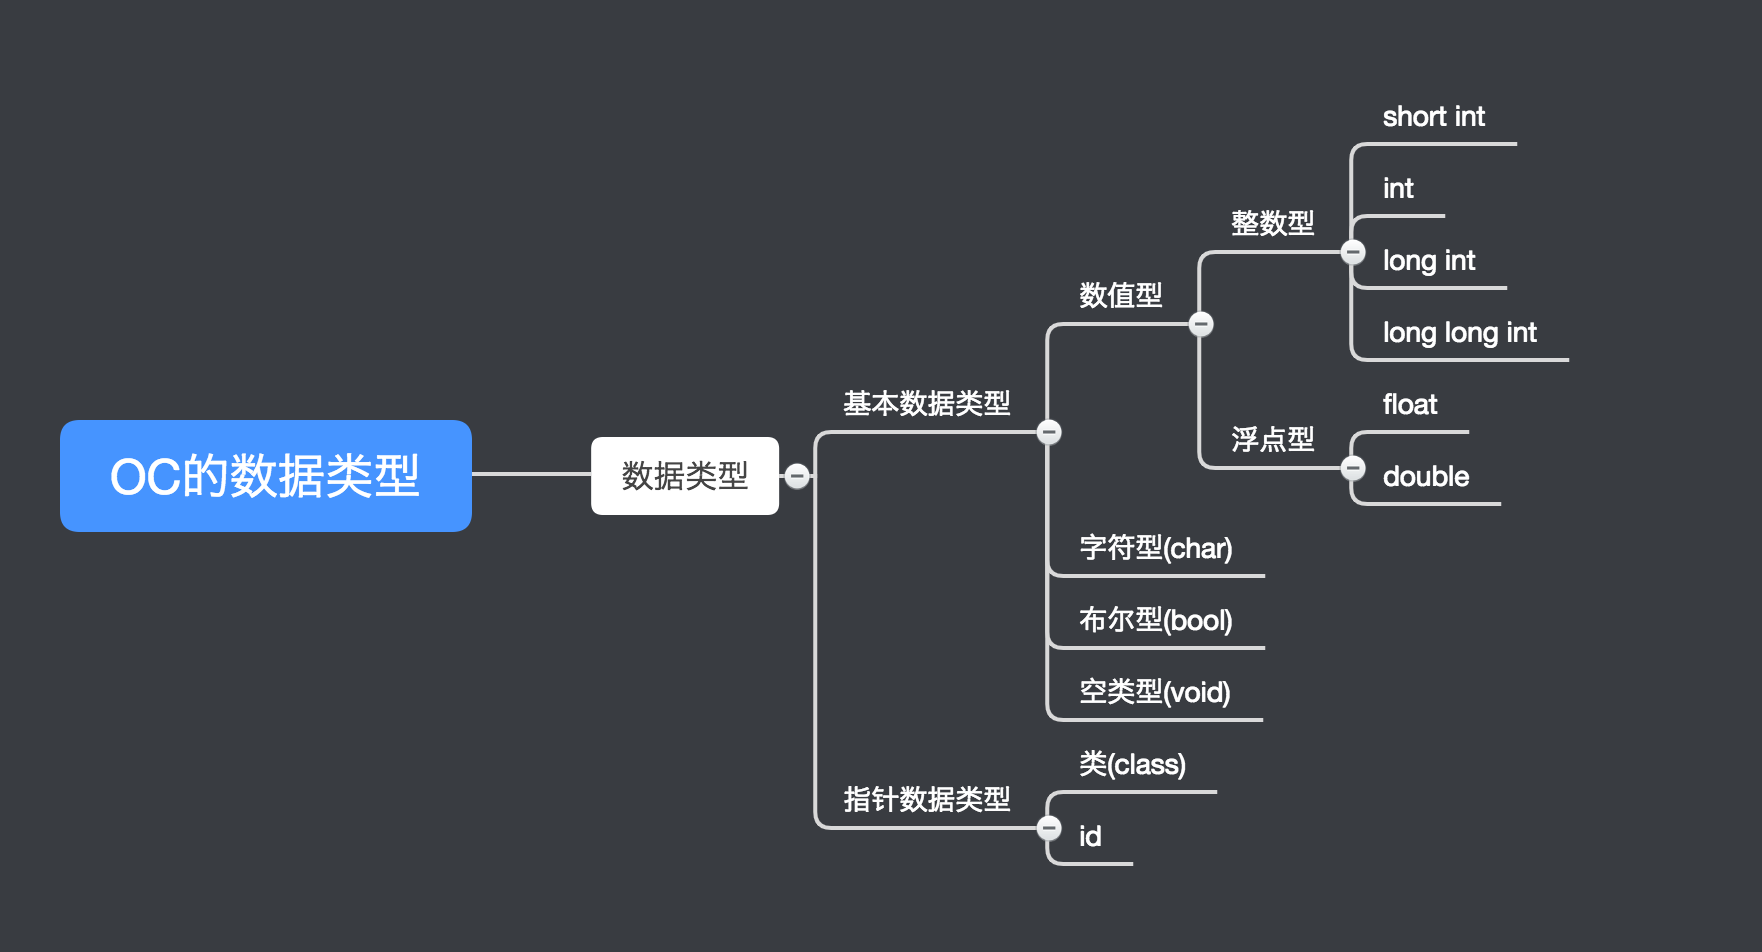 OC的数据类型
数据类型
基本数据类型
数值型
整数型
short int
int
long int
long long int
浮点型
float
double
字符型(char)
布尔型(bool)
空类型(void)
指针数据类型
类(class)
id